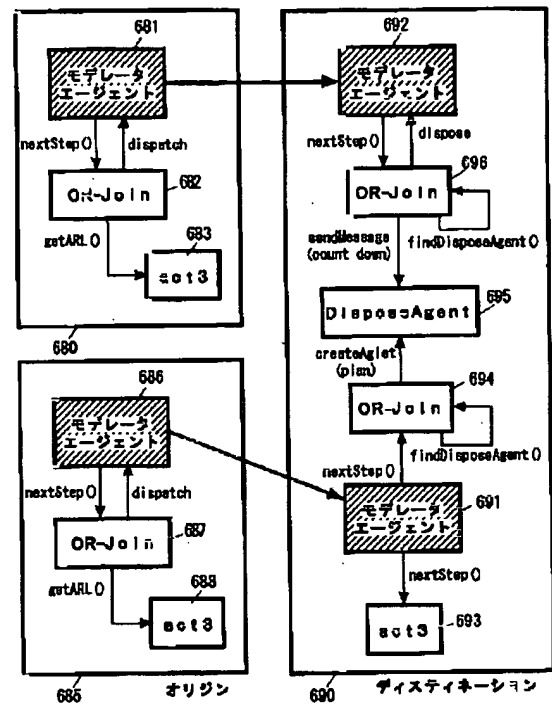 681
モデレータ
エージェント
nextStep()
dispatch
OR-Join
682
getARL()
683
act3
680
686
モデレータ
エージェント
nextStep()
dispatch
OR-Join
687
getARL()
688
act3
685
オリジン
692
モデレータ
エージェント
nextStep()
dispose
696
OR-Join
sendMessage
(count down)
findDisposeAgent()
DisposeAgent
695
createAglet
(plan)
694
OR-Join
findDisposeAgent()
nextStep()
モデレータ
エージェント
691
nextStep()
act3
693
690
ディスティネーション